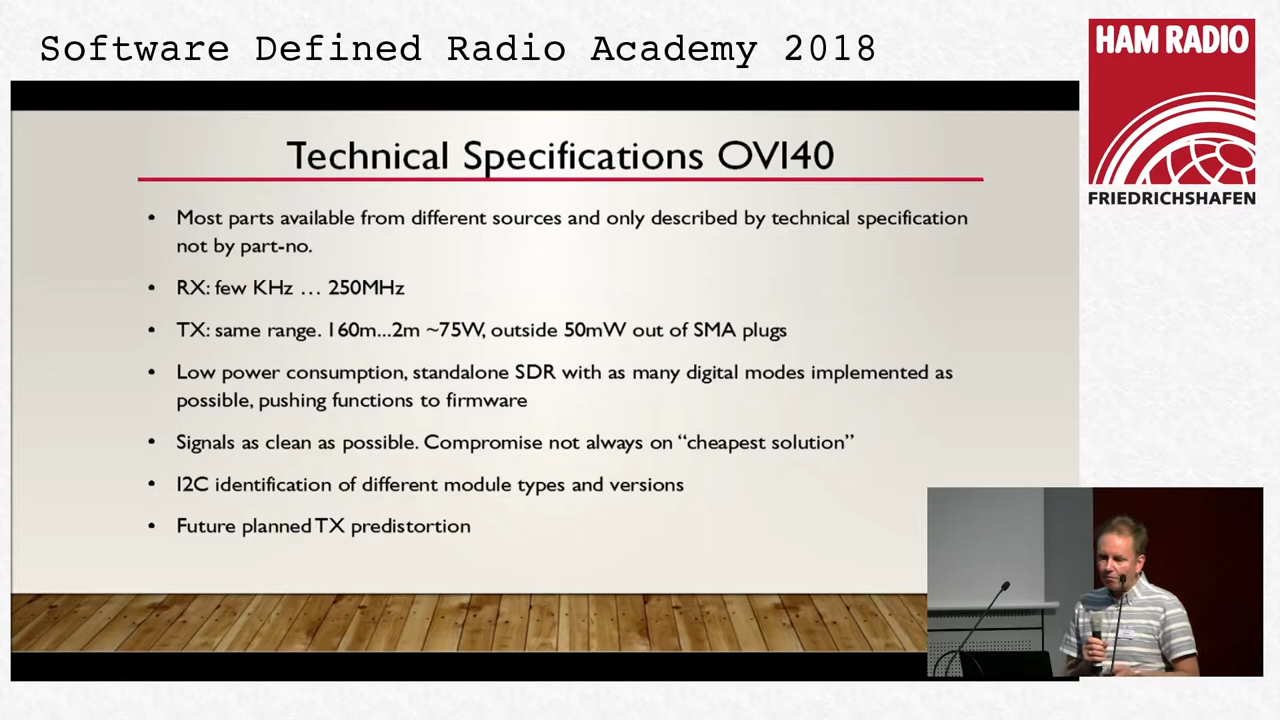 Software Defined Radio Academy 2018
HAM RADIO
FRIEDRICHSHAFEN
Technical Specifications OVI40
• Most parts available from different sources and only described by technical specification
not by part-no.
• RX: few KHz … 250MHz
• TX: same range. 160m...2m ~75W, outside 50mW out of SMA plugs
• Low power consumption, standalone SDR with as many digital modes implemented as
possible, pushing functions to firmware
• Signals as clean as possible. Compromise not always on “cheapest solution”
• I2C identification of different module types and versions
• Future planned TX predistortion